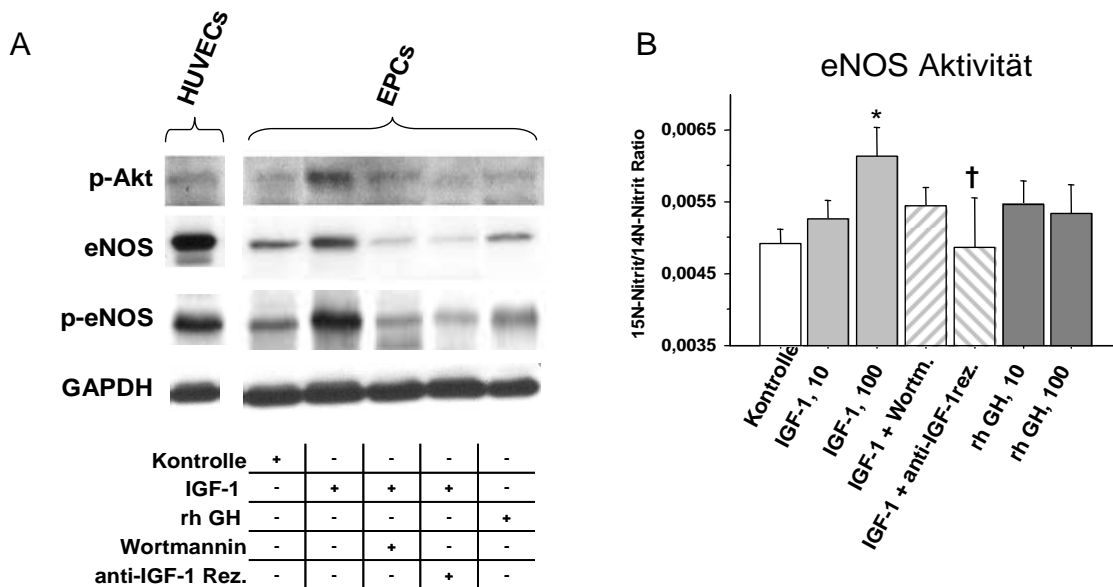 A
HUVECs
EPCs
p-Akt
eNOS
p-eNOS
GAPDH
Kontrolle + - - - -
IGF-1 - + + + -
rh GH - - - - +
Wortmannin - - + - -
anti-IGF-1 Rez. - - - + -
B
eNOS Aktivität
15N-Nitrit/14N-Nitrit Ratio
0,0065
0,0055
0,0045
0,0035
*
†
Kontrolle
IGF-1, 10
IGF-1, 100
IGF-1 + Wortm.
IGF-1 + anti-IGF-1rez.
rh GH, 10
rh GH, 100